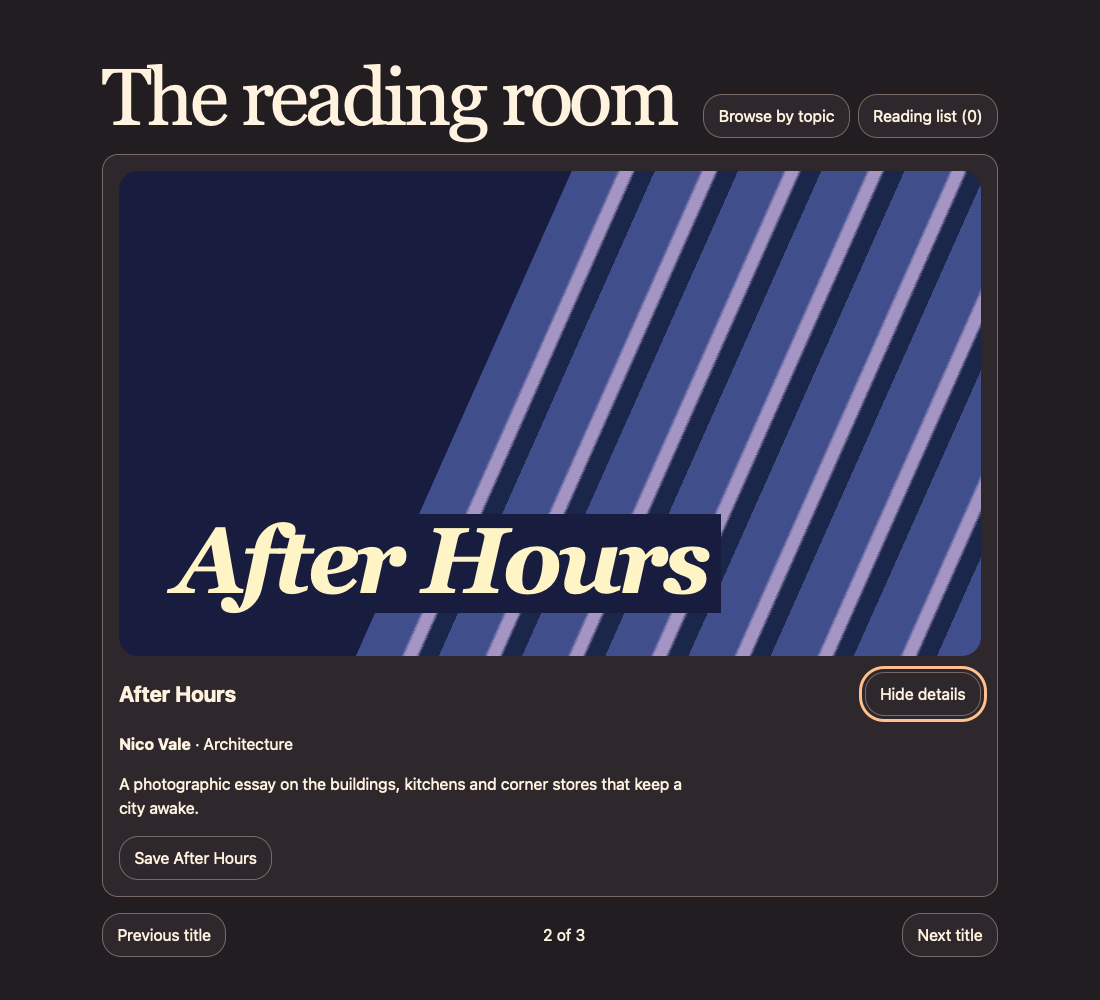 The reading room
Browse by topic
Reading list (0)
After Hours
After Hours
Hide details
Nico Vale · Architecture
A photographic essay on the buildings, kitchens and corner stores that keep a
city awake.
Save After Hours
Previous title
2 of 3
Next title